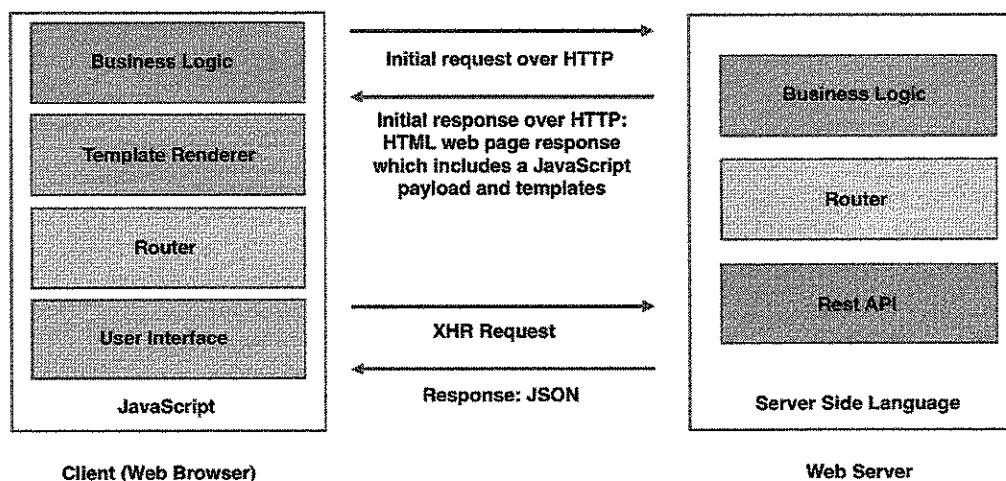 Business Logic
Template Renderer
Router
User Interface
JavaScript
Client (Web Browser)
Initial request over HTTP
Initial response over HTTP:
HTML web page response
which includes a JavaScript
payload and templates
XHR Request
Response: JSON
Business Logic
Router
Rest API
Server Side Language
Web Server